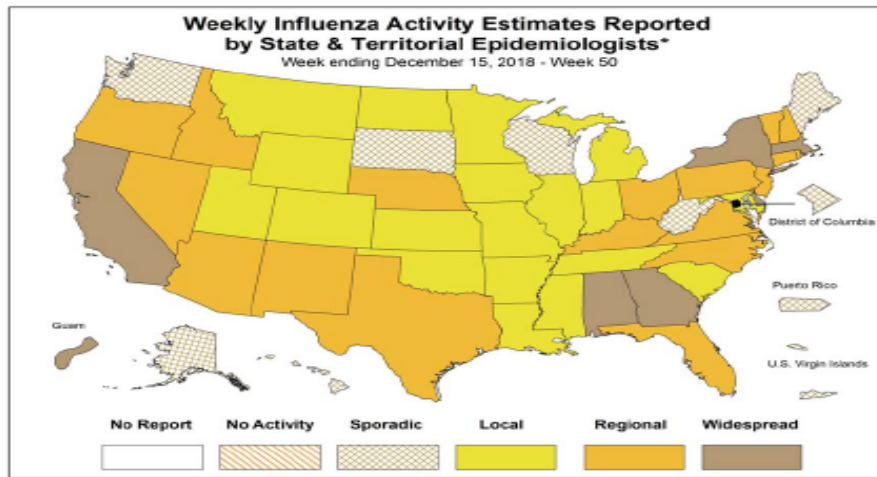 Weekly Influenza Activity Estimates Reported
by State & Territorial Epidemiologists*
Week ending December 15, 2018 - Week 50
District of Columbia
Puerto Rico
Guam
U.S. Virgin Islands
No Report No Activity Sporadic Local Regional Widespread